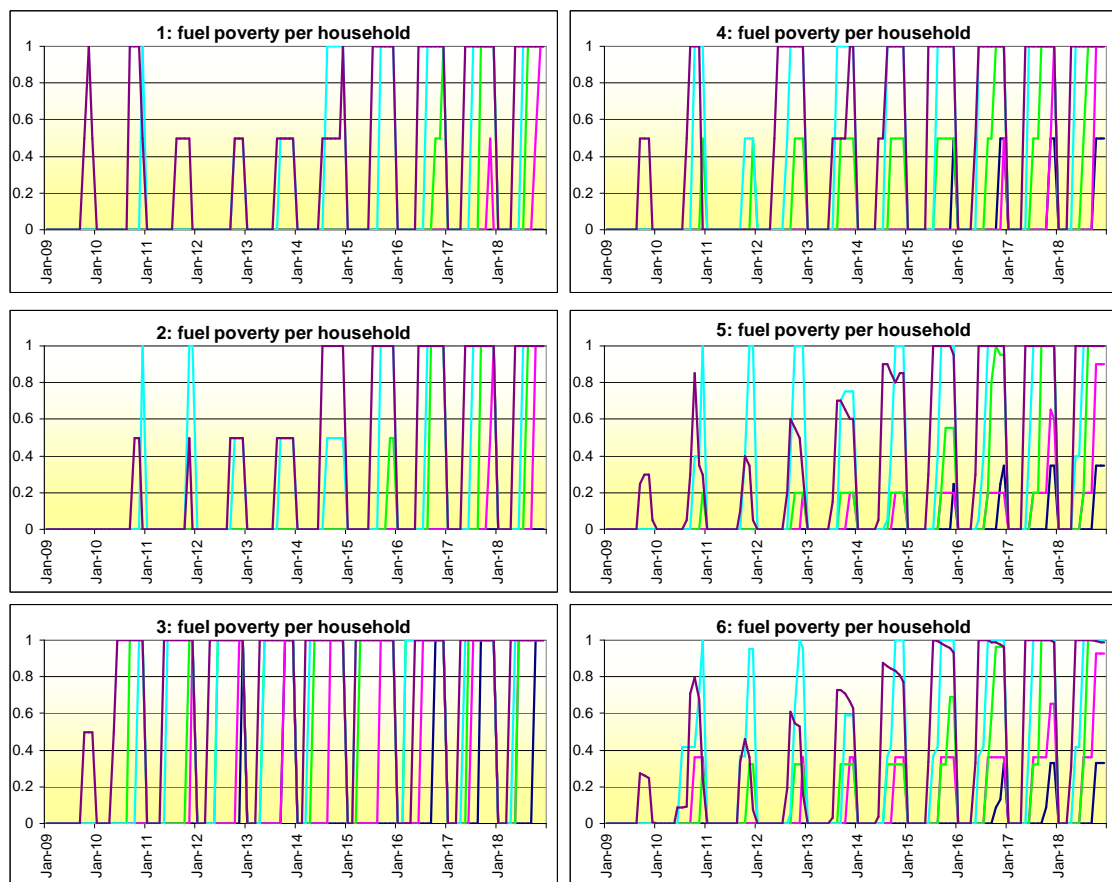 1: fuel poverty per household
1
0.8
0.6
0.4
0.2
0
Jan-09
Jan-10
Jan-11
Jan-12
Jan-13
Jan-14
Jan-15
Jan-16
Jan-17
Jan-18
4: fuel poverty per household
1
0.8
0.6
0.4
0.2
0
Jan-09
Jan-10
Jan-11
Jan-12
Jan-13
Jan-14
Jan-15
Jan-16
Jan-17
Jan-18
2: fuel poverty per household
1
0.8
0.6
0.4
0.2
0
Jan-09
Jan-10
Jan-11
Jan-12
Jan-13
Jan-14
Jan-15
Jan-16
Jan-17
Jan-18
5: fuel poverty per household
1
0.8
0.6
0.4
0.2
0
Jan-09
Jan-10
Jan-11
Jan-12
Jan-13
Jan-14
Jan-15
Jan-16
Jan-17
Jan-18
3: fuel poverty per household
1
0.8
0.6
0.4
0.2
0
Jan-09
Jan-10
Jan-11
Jan-12
Jan-13
Jan-14
Jan-15
Jan-16
Jan-17
Jan-18
6: fuel poverty per household
1
0.8
0.6
0.4
0.2
0
Jan-09
Jan-10
Jan-11
Jan-12
Jan-13
Jan-14
Jan-15
Jan-16
Jan-17
Jan-18